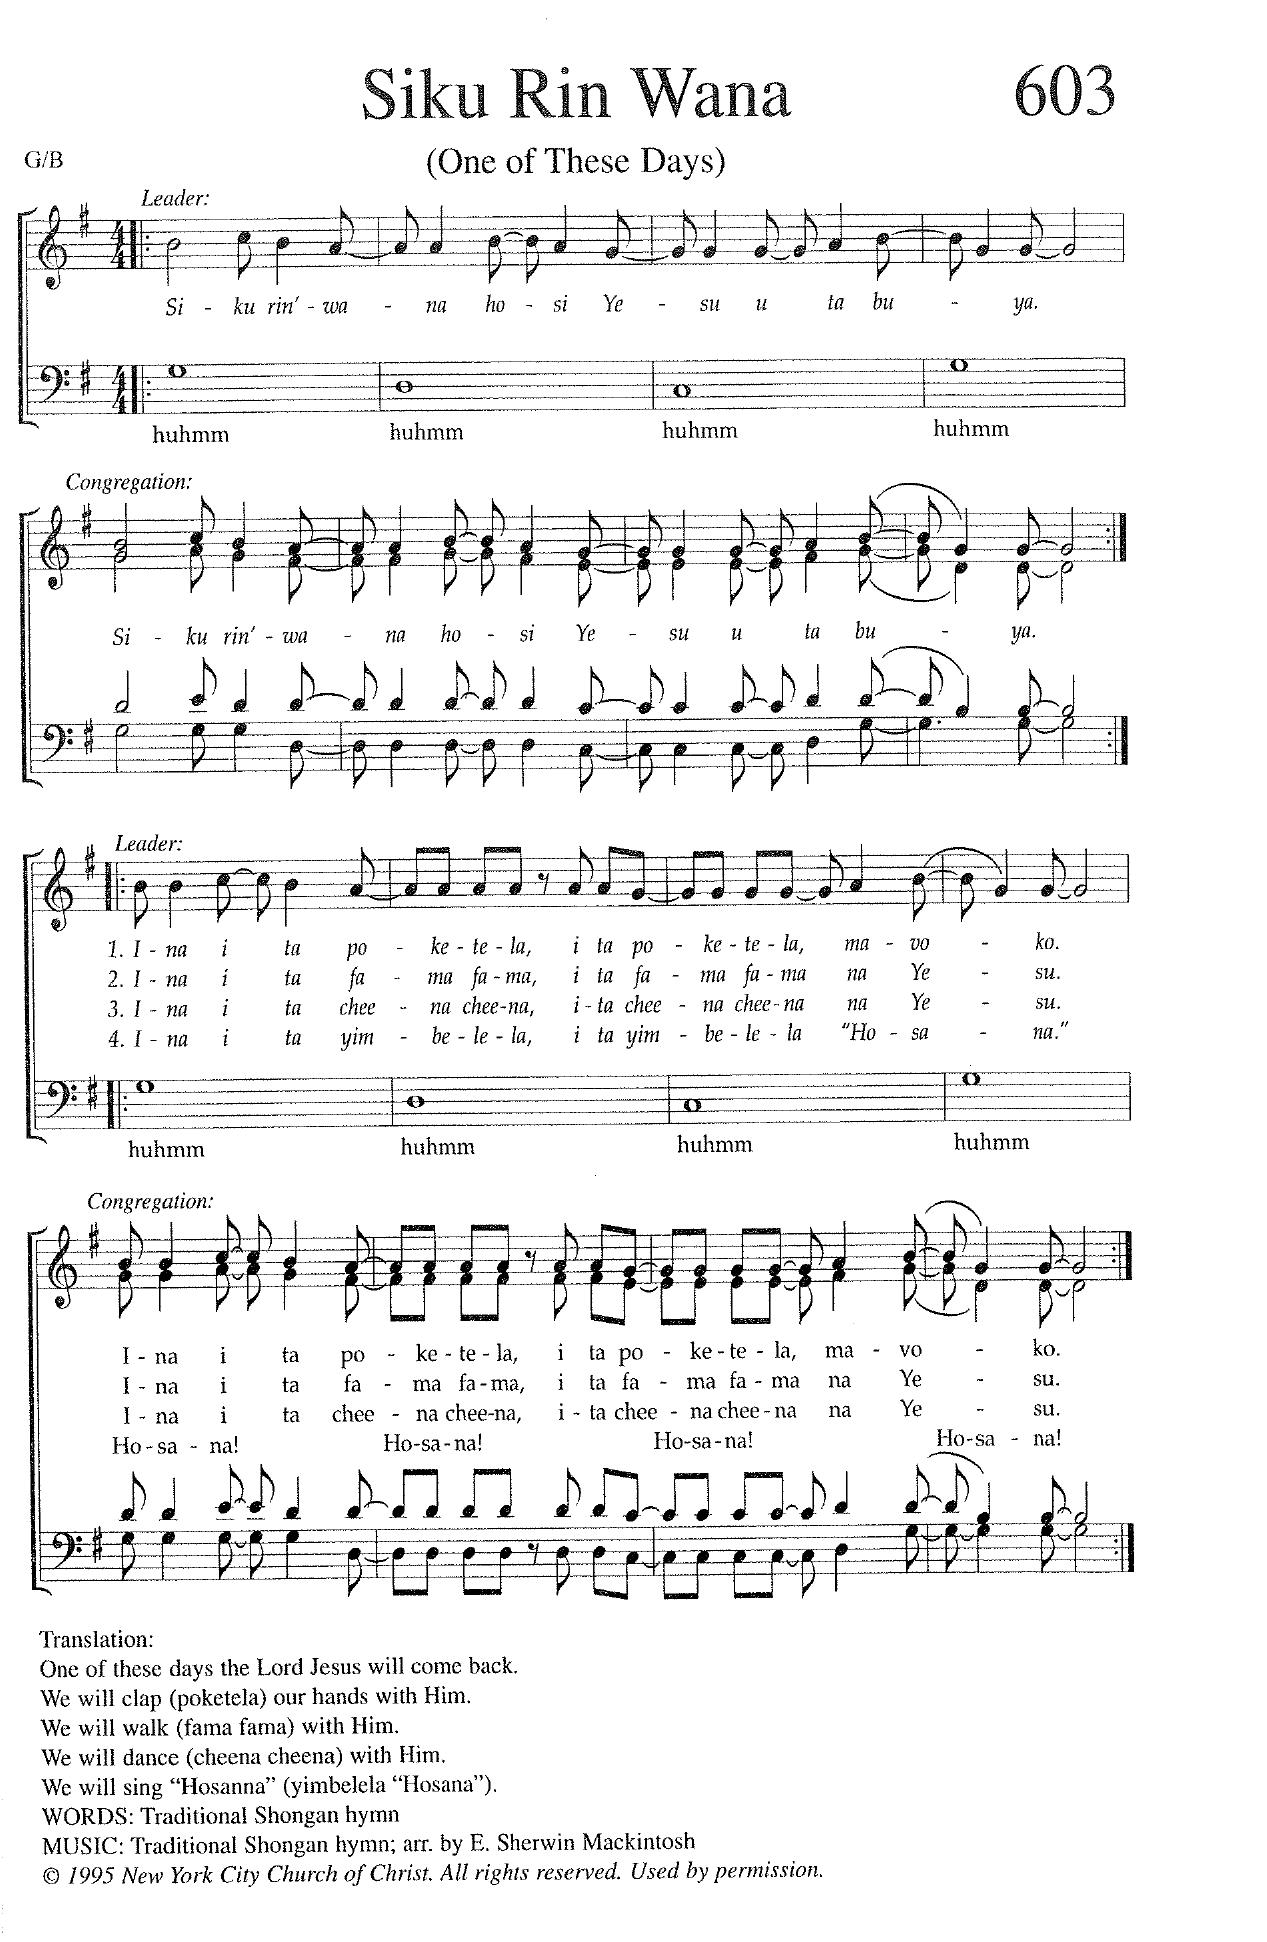 Siku Rin Wana 603
G/B (One of These Days)
Leader:
Si - ku rin' - wa - na ho - si Ye - su u ta bu - ya.
huhmm huhmm huhmm huhmm
Congregation:
Si - ku rin' - wa - na ho - si Ye - su u ta bu - ya.
Leader:
1. I - na i ta po - ke - te - la, i ta po - ke - te - la, ma - vo - ko.
2. I - na i ta fa - ma fa - ma, i ta fa - ma fa - ma na Ye - su.
3. I - na i ta chee - na chee-na, i - ta chee - na chee - na na Ye - su.
4. I - na i ta yim - be - le - la, i ta yim - be - le - la “Ho - sa - na.”
huhmm huhmm huhmm huhmm
Congregation:
I - na i ta po - ke - te - la, i ta po - ke - te - la, ma - vo - ko.
I - na i ta fa - ma fa - ma, i ta fa - ma fa - ma na Ye - su.
I - na i ta chee - na chee-na, i - ta chee - na chee - na na Ye - su.
Ho - sa - na! Ho-sa-na! Ho-sa-na! Ho-sa - na!
Translation:
One of these days the Lord Jesus will come back.
We will clap (poketela) our hands with Him.
We will walk (fama fama) with Him.
We will dance (cheena cheena) with Him.
We will sing “Hosanna” (yimbelela “Hosana”).
WORDS: Traditional Shongan hymn
MUSIC: Traditional Shongan hymn; arr. by E. Sherwin Mackintosh
© 1995 New York City Church of Christ. All rights reserved. Used by permission.